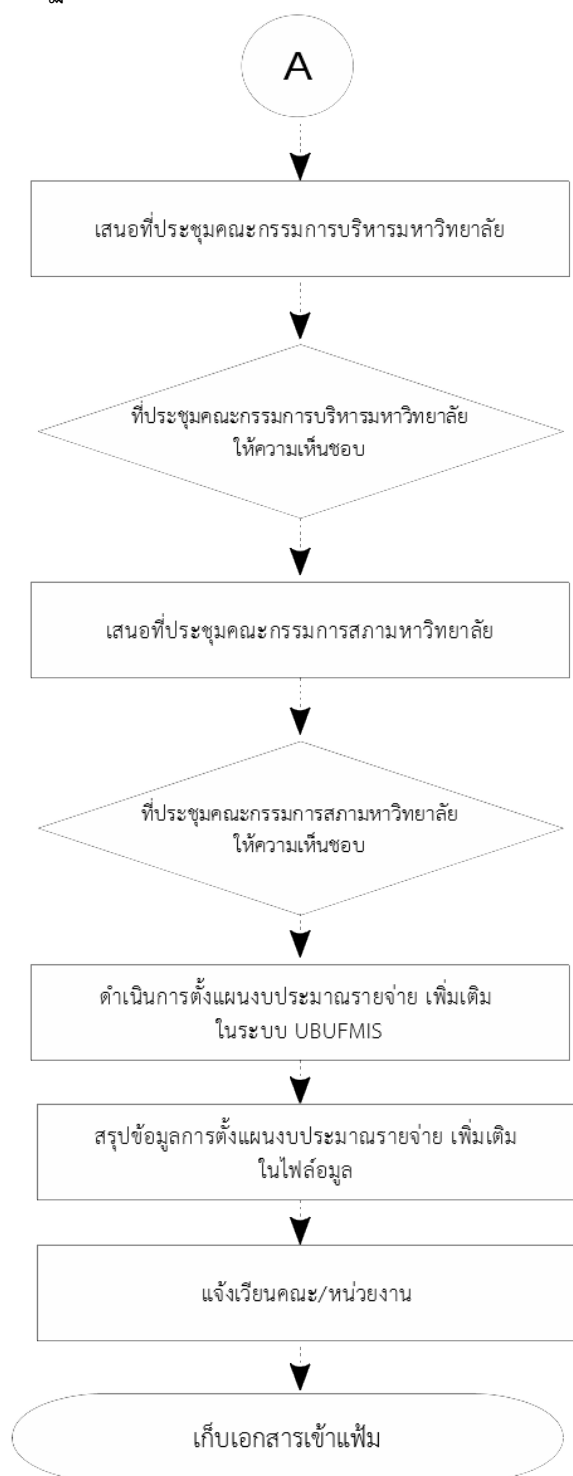 A
เสนอที่ประชุมคณะกรรมการบริหารมหาวิทยาลัย
ที่ประชุมคณะกรรมการบริหารมหาวิทยาลัย
ให้ความเห็นชอบ
เสนอที่ประชุมคณะกรรมการสภามหาวิทยาลัย
ที่ประชุมคณะกรรมการสภามหาวิทยาลัย
ให้ความเห็นชอบ
ดำเนินการตั้งแผนงบประมาณรายจ่าย เพิ่มเติม
ในระบบ UBUFMIS
สรุปข้อมูลการตั้งแผนงบประมาณรายจ่าย เพิ่มเติม
ในไฟล์อมูล
แจ้งเวียนคณะ/หน่วยงาน
เก็บเอกสารเข้าแฟ้ม